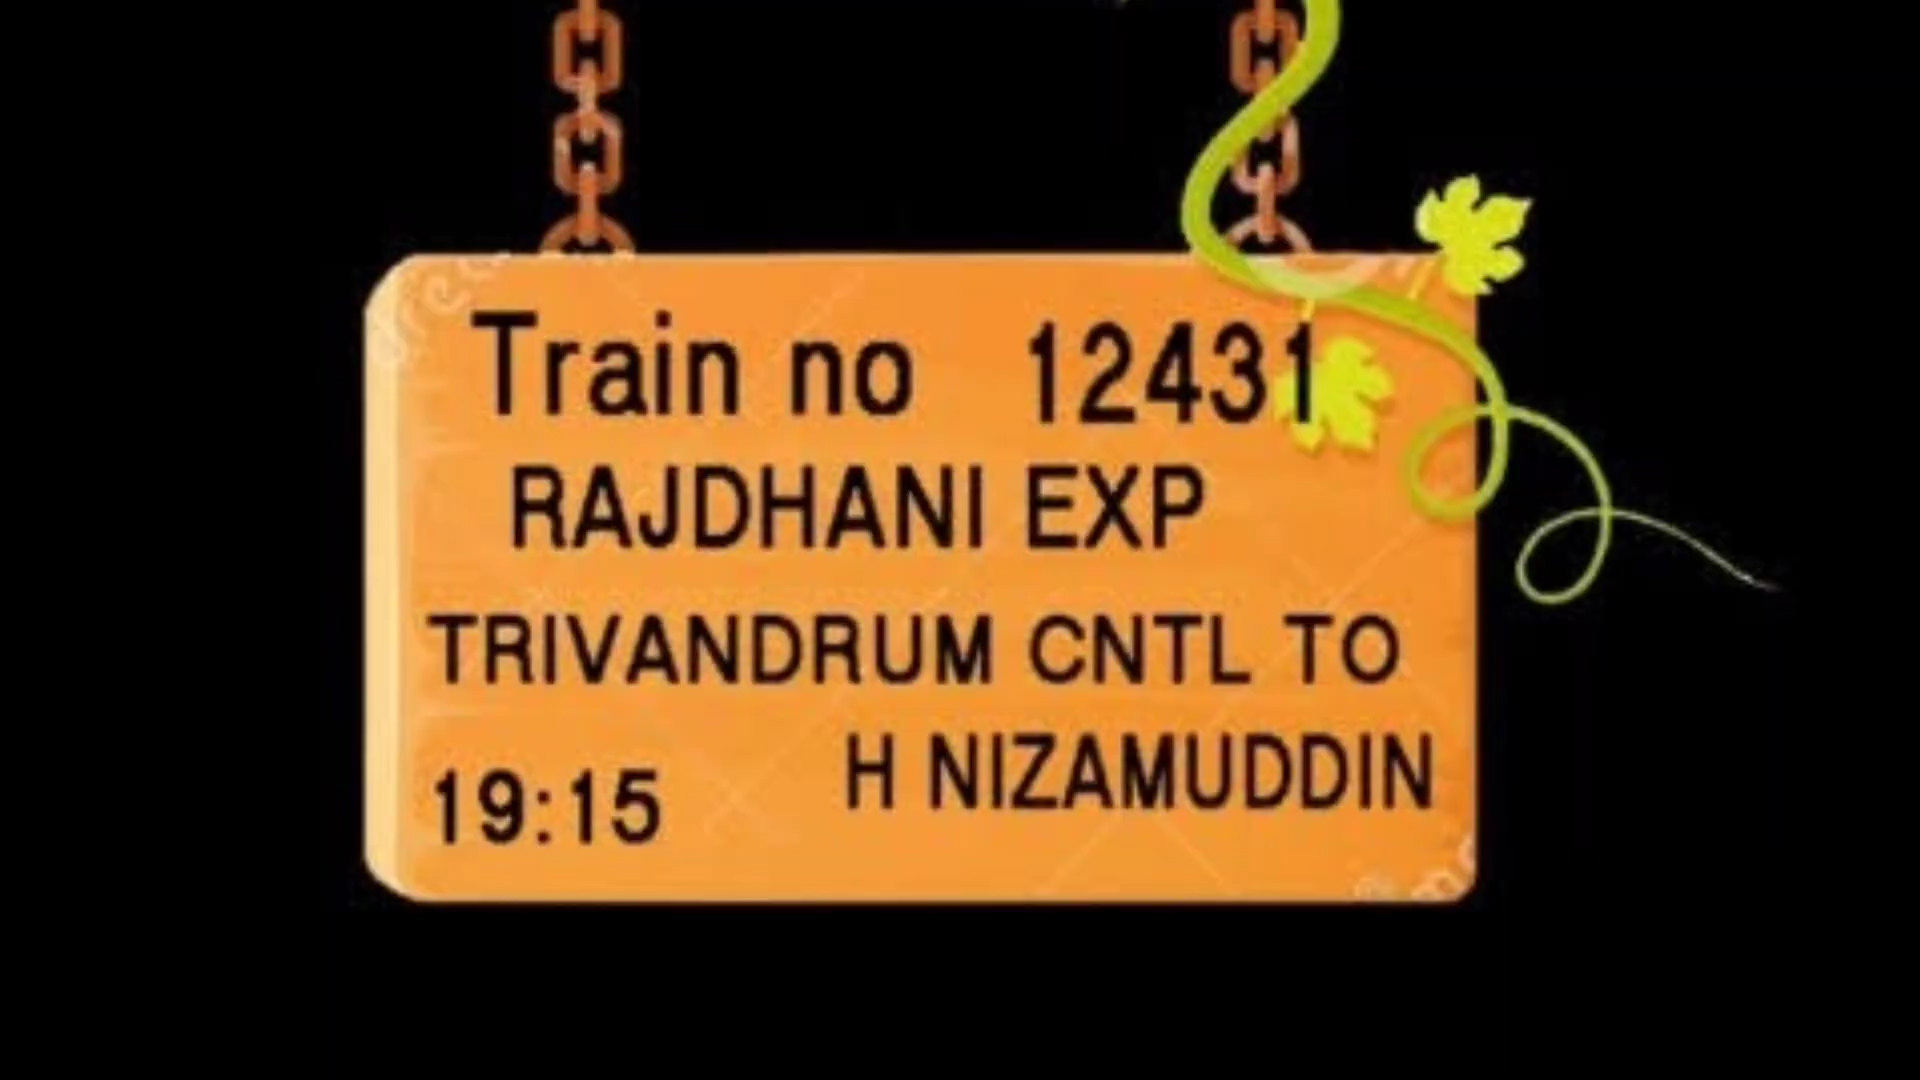 Train no 12431
RAJDHANI EXP
TRIVANDRUM CNTL TO
H NIZAMUDDIN
19:15